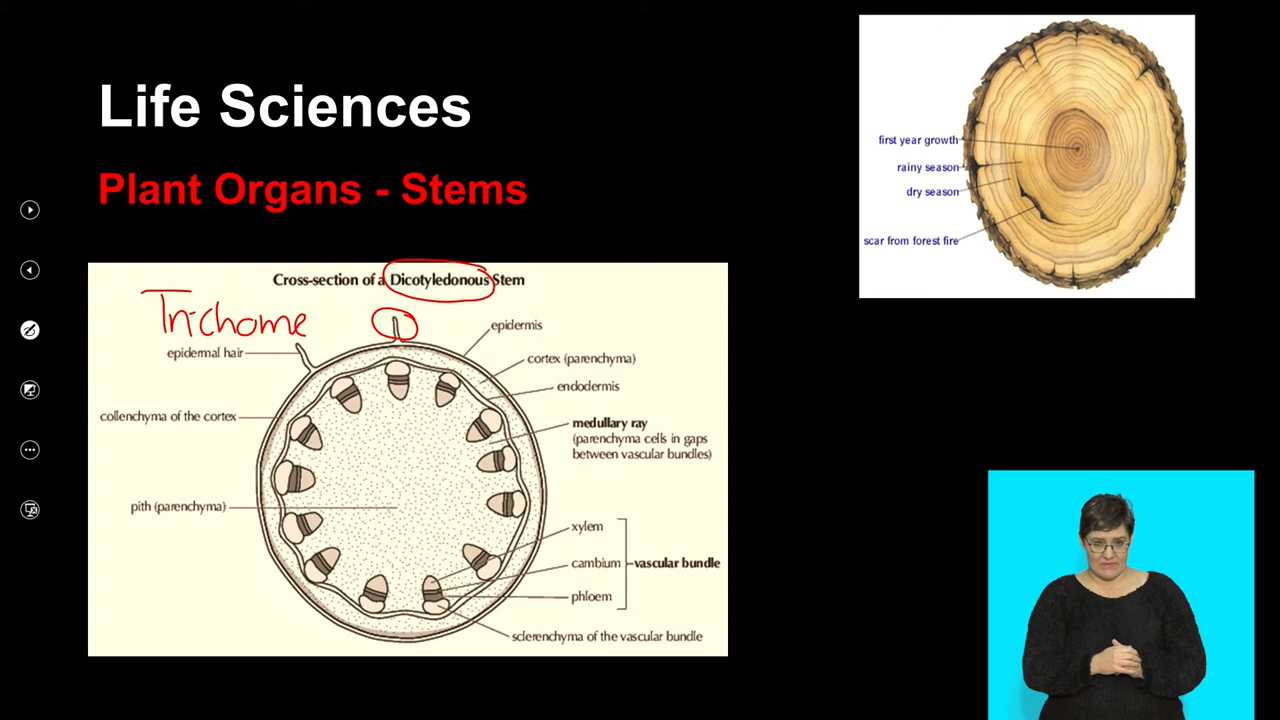 Life Sciences
Plant Organs - Stems
first year growth
rainy season
dry season
scar from forest fire
Cross-section of a Dicotyledonous Stem
Trichome
epidermal hair
epidermis
cortex (parenchyma)
endodermis
collenchyma of the cortex
medullary ray
(parenchyma cells in gaps
between vascular bundles)
pith (parenchyma)
xylem
cambium
vascular bundle
phloem
sclerenchyma of the vascular bundle